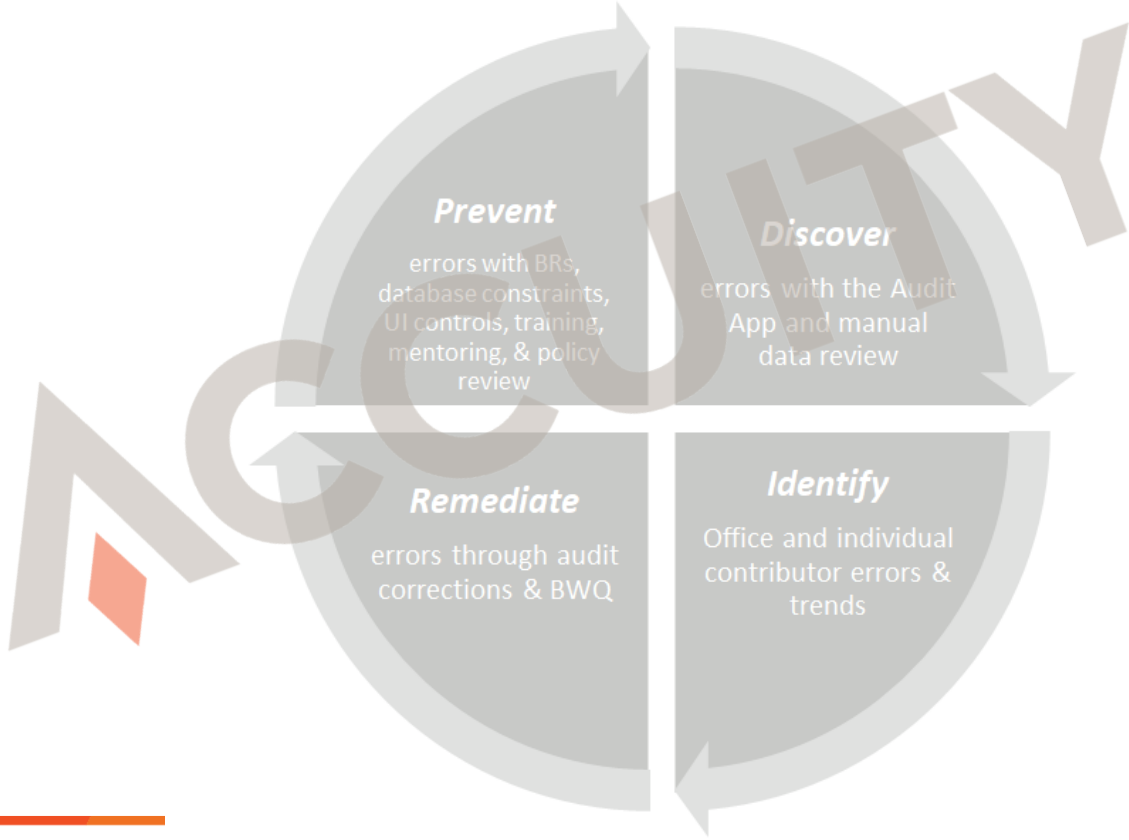 Prevent
errors with BRs,
database constraints,
UI controls, training,
mentoring, & policy
review
Discover
errors with the Audit
App and manual
data review
Remediate
errors through audit
corrections & BWQ
Identify
Office and individual
contributor errors &
trends
ACCUITY